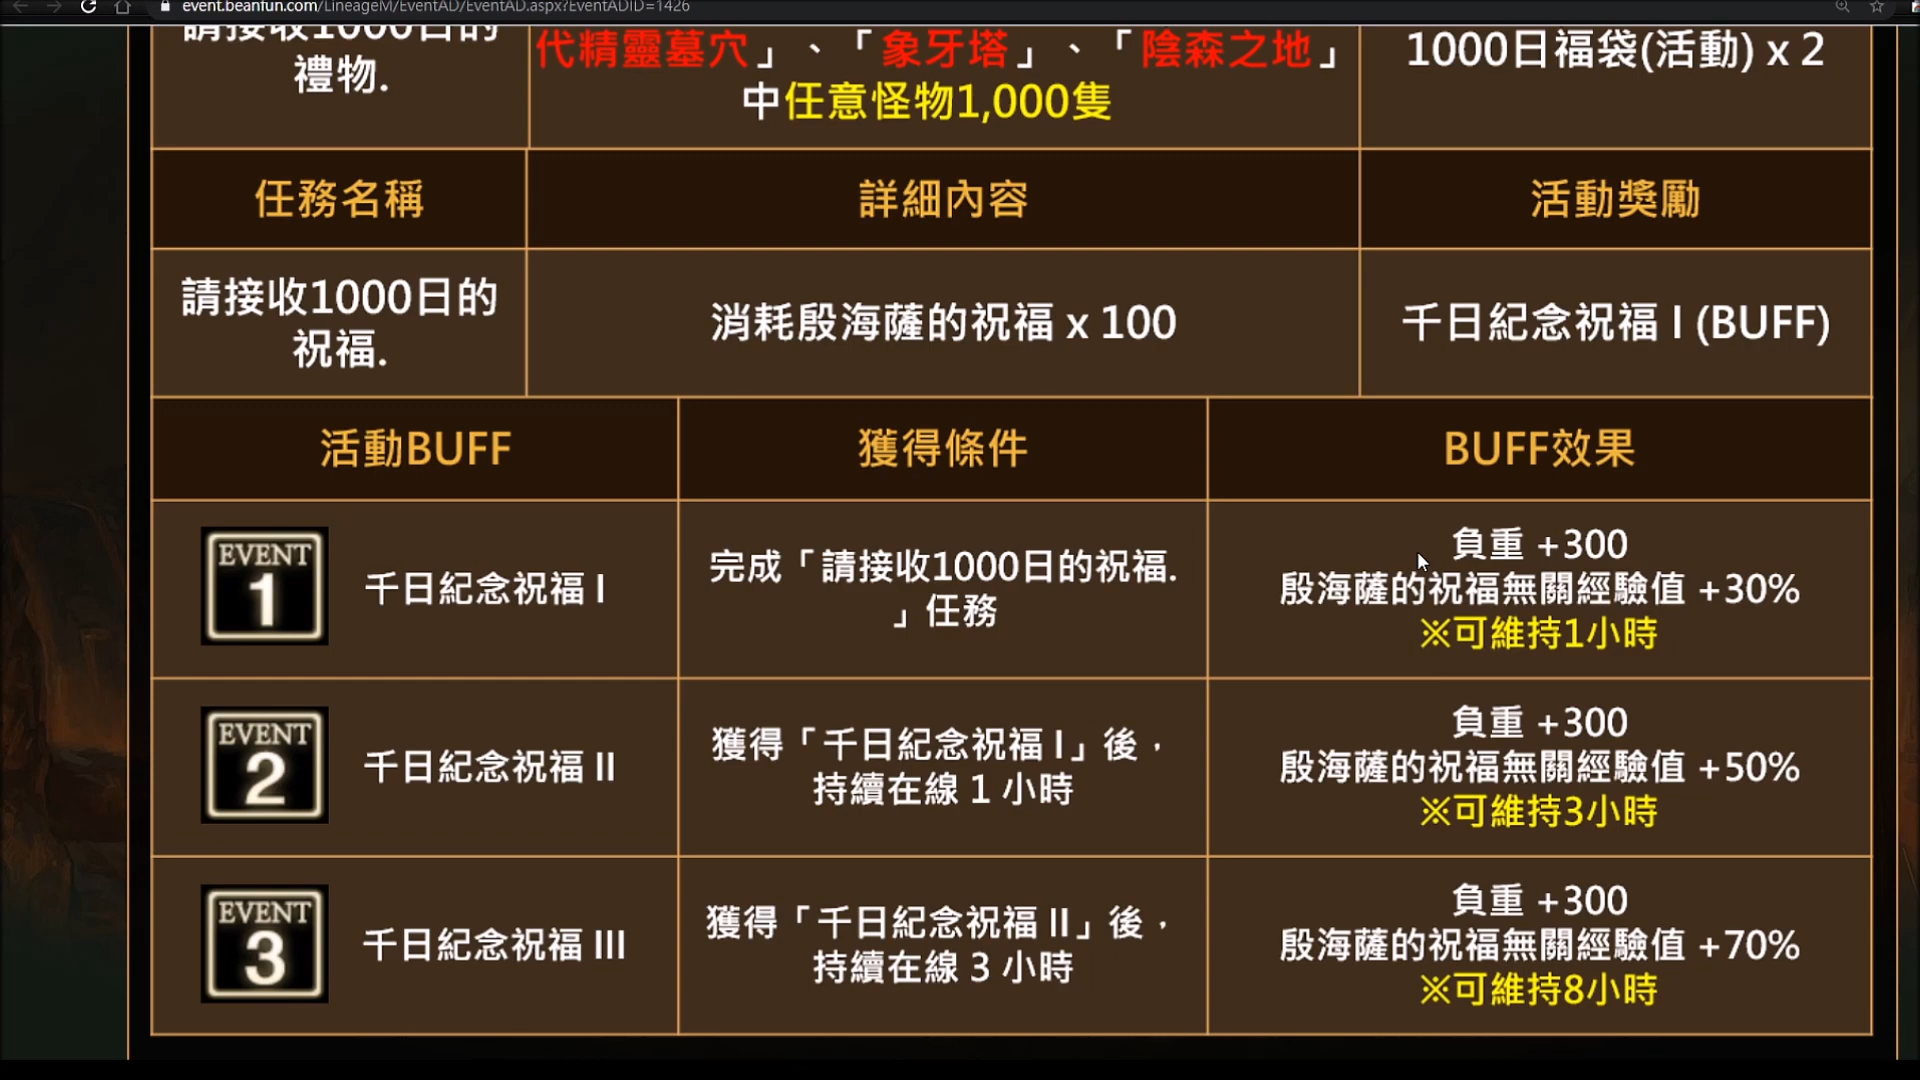 event.beanfun.com/LineageM/EventAD/EventAD.aspx?EventADID=1426
請接收1000日的
禮物.
代精靈墓穴」、「象牙塔」、「陰森之地」
中任意怪物1,000隻
1000日福袋(活動) x 2
任務名稱
詳細內容
活動獎勵
請接收1000日的
祝福.
消耗殷海薩的祝福 x 100
千日紀念祝福 I (BUFF)
活動BUFF
獲得條件
BUFF效果
EVENT
1
千日紀念祝福 I
完成「請接收1000日的祝福.
」任務
負重 +300
殷海薩的祝福無關經驗值 +30%
※可維持1小時
EVENT
2
千日紀念祝福 II
獲得「千日紀念祝福 I」後，
持續在線 1 小時
負重 +300
殷海薩的祝福無關經驗值 +50%
※可維持3小時
EVENT
3
千日紀念祝福 III
獲得「千日紀念祝福 II」後，
持續在線 3 小時
負重 +300
殷海薩的祝福無關經驗值 +70%
※可維持8小時